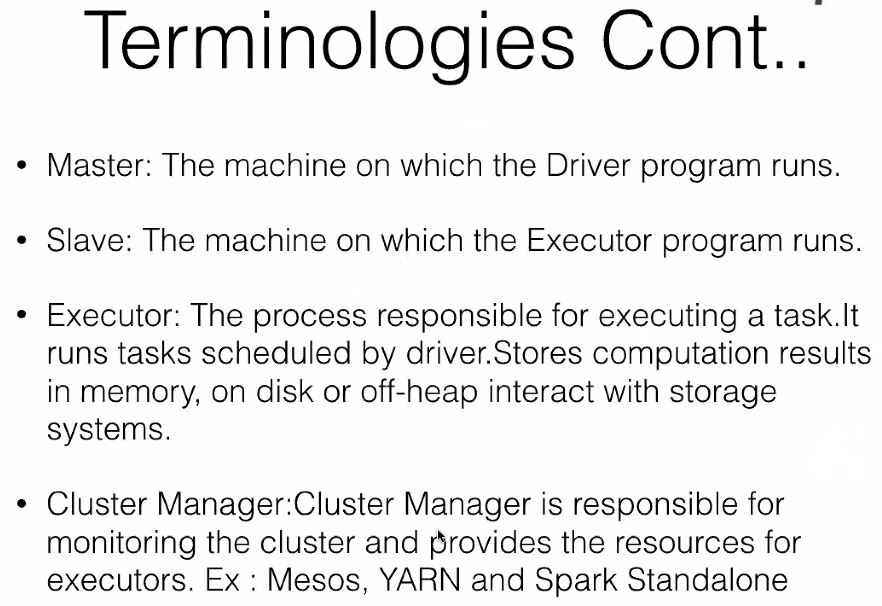 Terminologies Cont..
• Master: The machine on which the Driver program runs.
• Slave: The machine on which the Executor program runs.
• Executor: The process responsible for executing a task.It
runs tasks scheduled by driver.Stores computation results
in memory, on disk or off-heap interact with storage
systems.
• Cluster Manager:Cluster Manager is responsible for
monitoring the cluster and provides the resources for
executors. Ex : Mesos, YARN and Spark Standalone